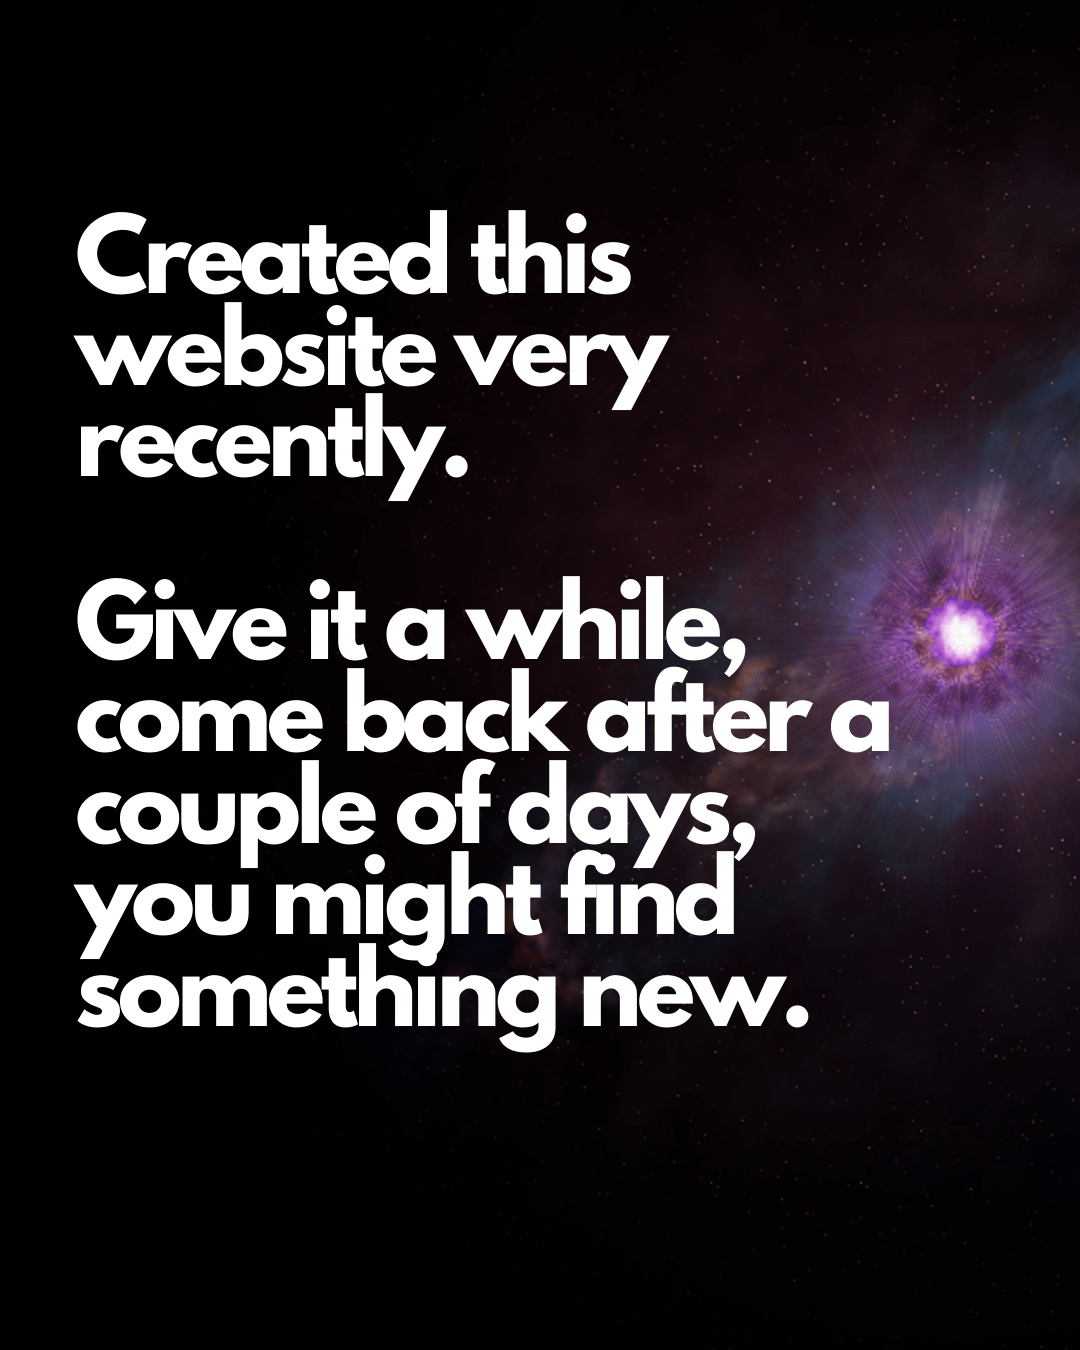 Created this
website very
recently.
Give it a while,
come back after a
couple of days,
you might find
something new.